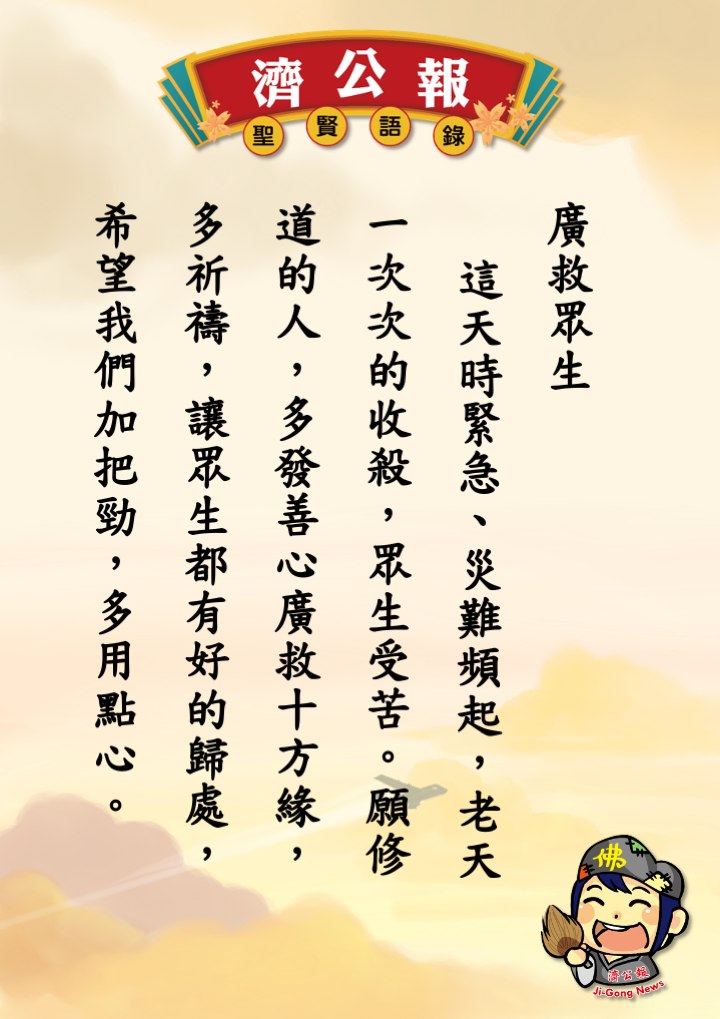 濟公報
聖賢語錄
廣救眾生
這天時緊急、災難頻起，老天
一次次的收殺，眾生受苦。願修
道的人，多發善心廣救十方緣，
多祈禱，讓眾生都有好的歸處，
希望我們加把勁，多用點心。
佛
濟公報
Ji-Gong News